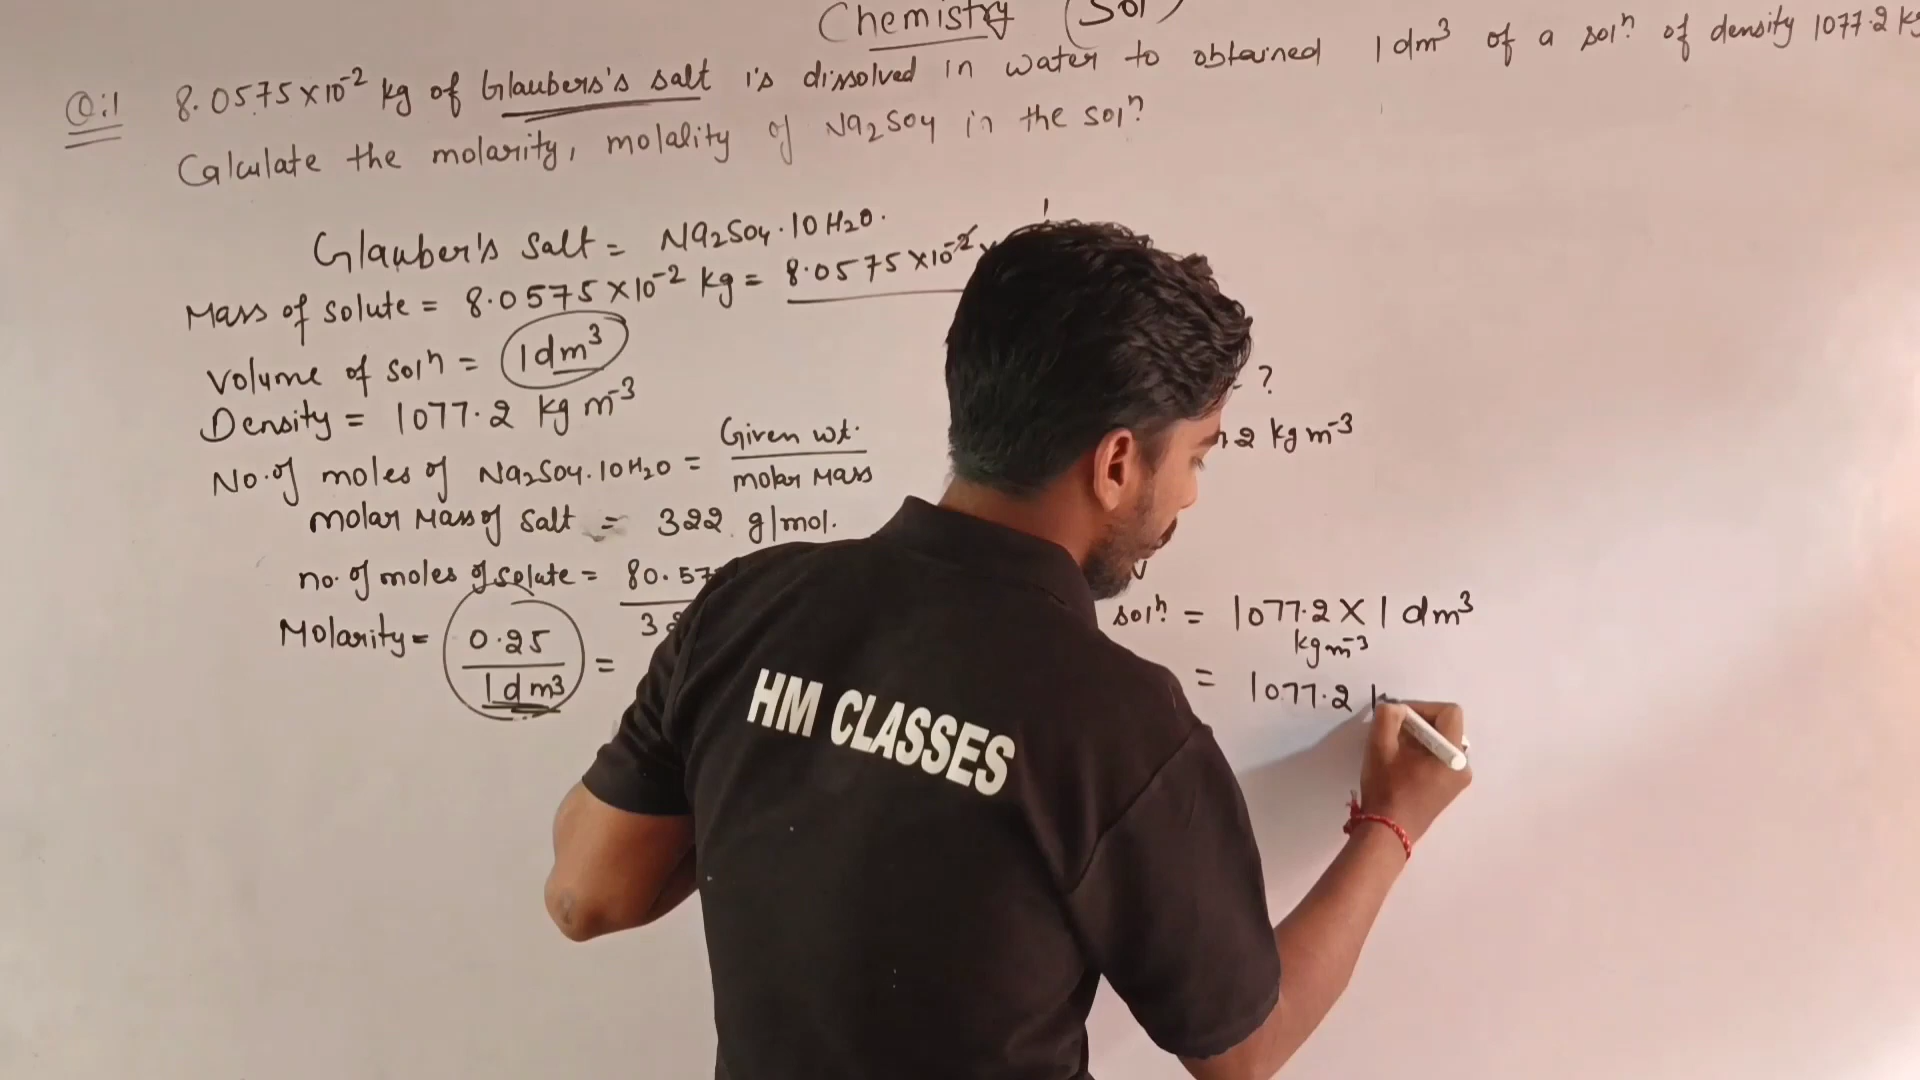 Chemistry (Sol
Q:1 8.0575×10⁻² kg of Glaubers's salt is dissolved in water to obtained 1 dm³ of a solⁿ of density 1077.2 kg
Calculate the molarity, molality of Na₂SO₄ in the solⁿ
Glauber's Salt = Na₂SO₄.10H₂O.
Mass of solute = 8.0575×10⁻² kg = 8.0575×10⁻²
Volume of solⁿ = 1dm³
Density = 1077.2 kg m⁻³
No. of moles of Na₂SO₄.10H₂O = Given wt. / molar Mass
molar Mass of salt = 322 g/mol.
no. of moles of solute = 80.57
Molarity = 0.25 / 1dm³ =
?
2 kg m⁻³
solⁿ = 1077.2 × 1 dm³
kg m⁻³
= 1077.2
HM CLASSES